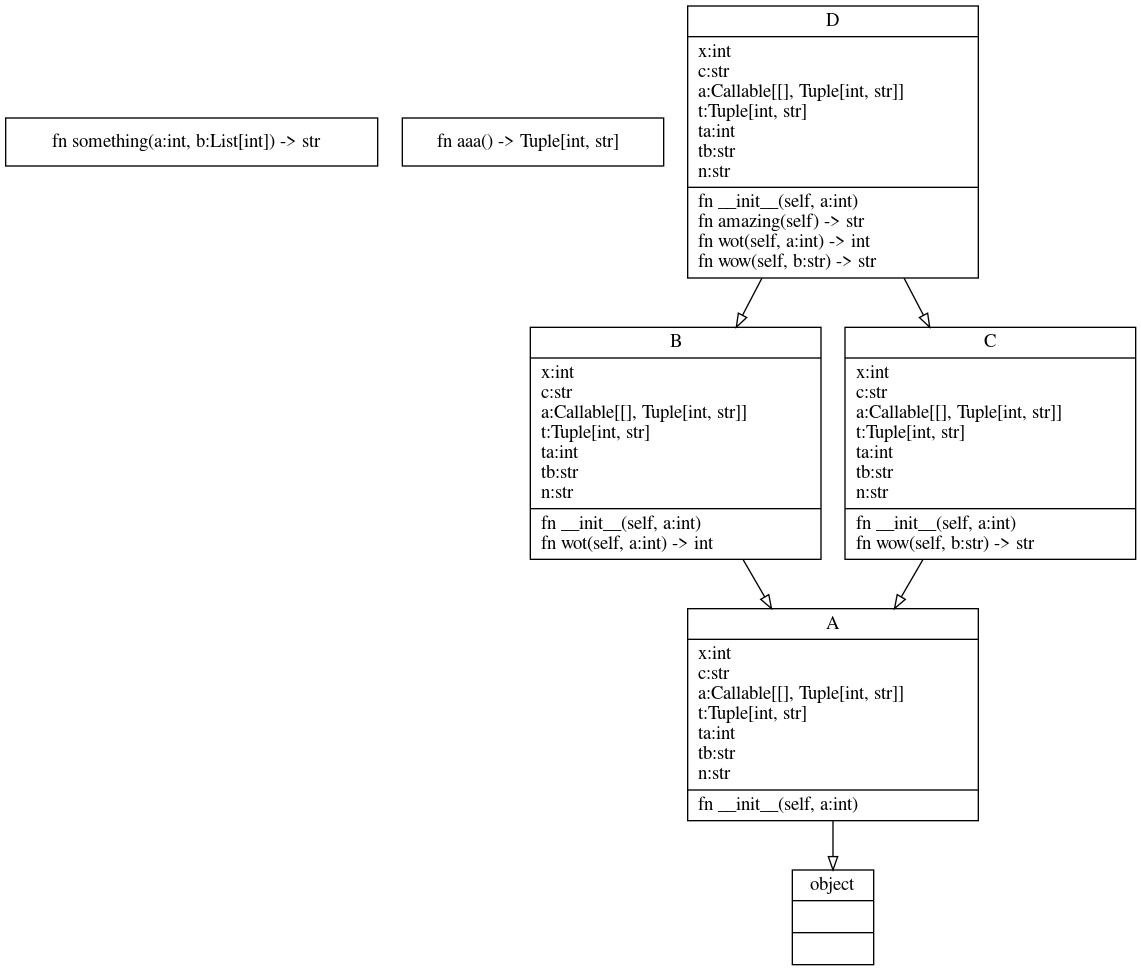 fn something(a:int, b:List[int]) -> str
fn aaa() -> Tuple[int, str]
D
x:int
c:str
a:Callable[[], Tuple[int, str]]
t:Tuple[int, str]
ta:int
tb:str
n:str
fn __init__(self, a:int)
fn amazing(self) -> str
fn wot(self, a:int) -> int
fn wow(self, b:str) -> str
B
x:int
c:str
a:Callable[[], Tuple[int, str]]
t:Tuple[int, str]
ta:int
tb:str
n:str
fn __init__(self, a:int)
fn wot(self, a:int) -> int
C
x:int
c:str
a:Callable[[], Tuple[int, str]]
t:Tuple[int, str]
ta:int
tb:str
n:str
fn __init__(self, a:int)
fn wow(self, b:str) -> str
A
x:int
c:str
a:Callable[[], Tuple[int, str]]
t:Tuple[int, str]
ta:int
tb:str
n:str
fn __init__(self, a:int)
object